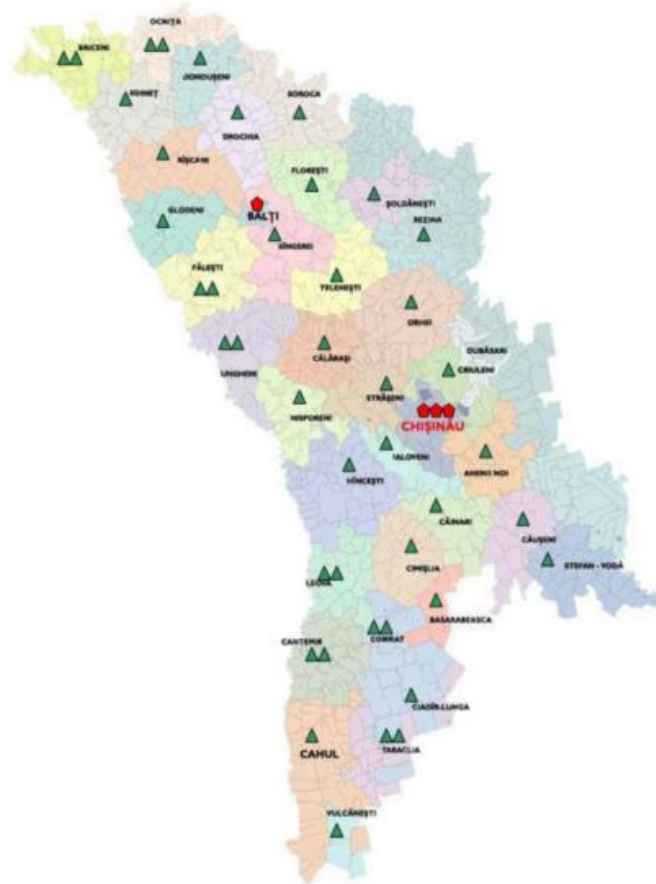 OCNIȚA
BRICENI
DONDUȘENI
EDINEȚ
SOROCA
DROCHIA
RÎȘCANI
FLOREȘTI
ȘOLDĂNEȘTI
GLODENI
BĂLȚI
REZINA
SÎNGEREI
FĂLEȘTI
TELENEȘTI
ORHEI
DUBĂSARI
CRIULENI
UNGHENI
CĂLĂRAȘI
STRĂȘENI
NISPORENI
CHIȘINĂU
IALOVENI
ANENII NOI
HÎNCEȘTI
CĂINARI
CĂUȘENI
CIMIȘLIA
STEFAN - VODĂ
LEOVA
BASARABEASCA
COMRAT
CANTEMIR
CIADÎR-LUNGA
CAHUL
TARACLIA
VULCĂNEȘTI